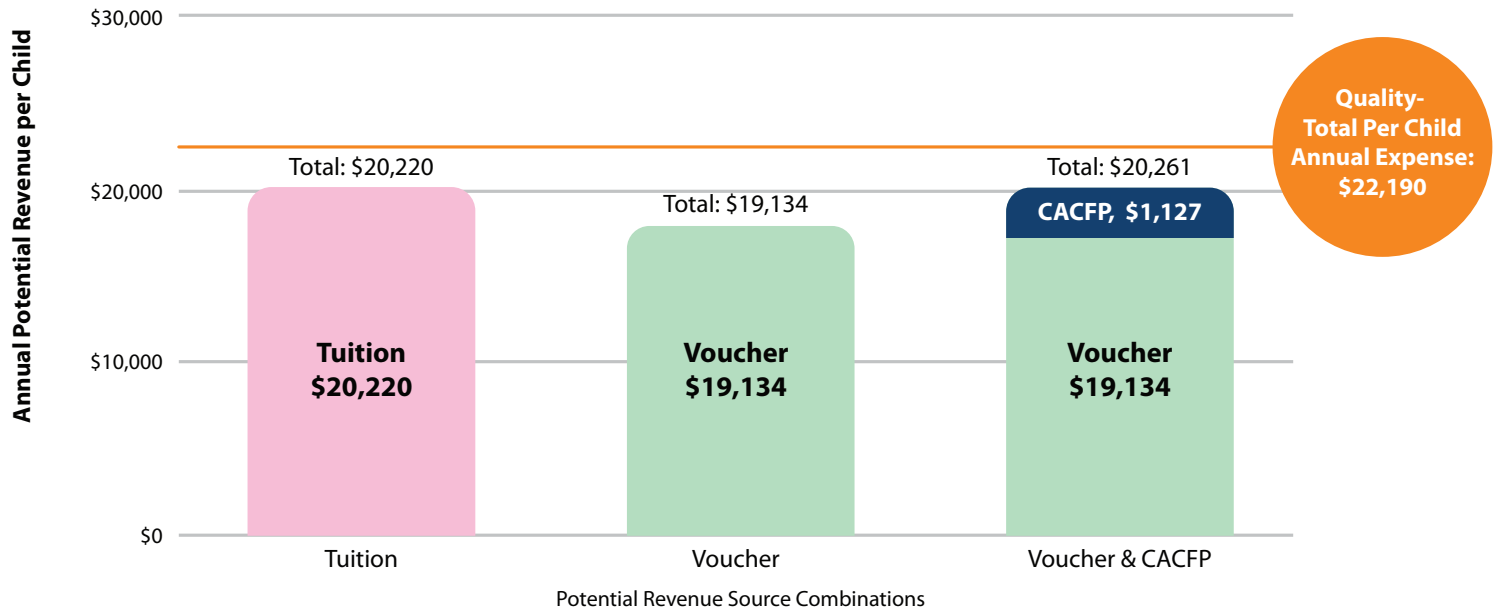 Annual Potential Revenue per Child
$30,000
$20,000
$10,000
$0
Total: $20,220
Tuition
$20,220
Total: $19,134
Voucher
$19,134
Total: $20,261
CACFP, $1,127
Voucher
$19,134
Quality-
Total Per Child
Annual Expense:
$22,190
Tuition
Voucher
Voucher & CACFP
Potential Revenue Source Combinations